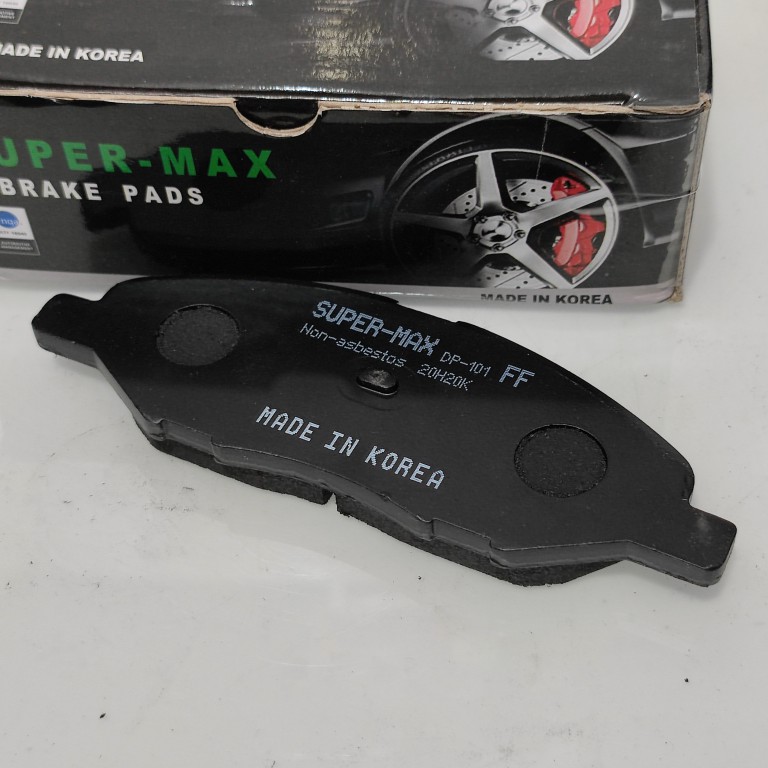 MADE IN KOREA
UPER-MAX
BRAKE PADS
MADE IN KOREA
SUPER-MAX DP-101 FF
Non-asbestos 20H20K
MADE IN KOREA